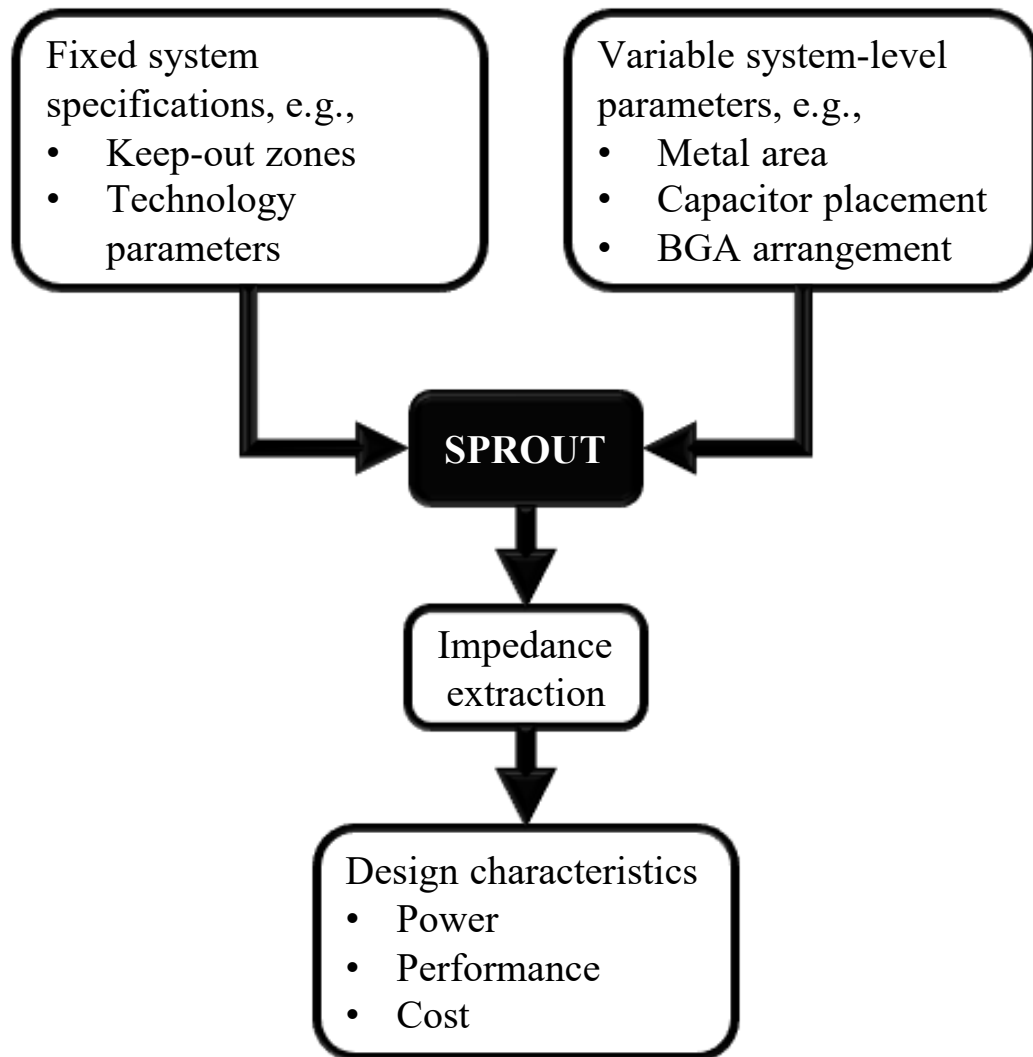 Fixed system
specifications, e.g.,
• Keep-out zones
• Technology
parameters
Variable system-level
parameters, e.g.,
• Metal area
• Capacitor placement
• BGA arrangement
SPROUT
Impedance
extraction
Design characteristics
• Power
• Performance
• Cost